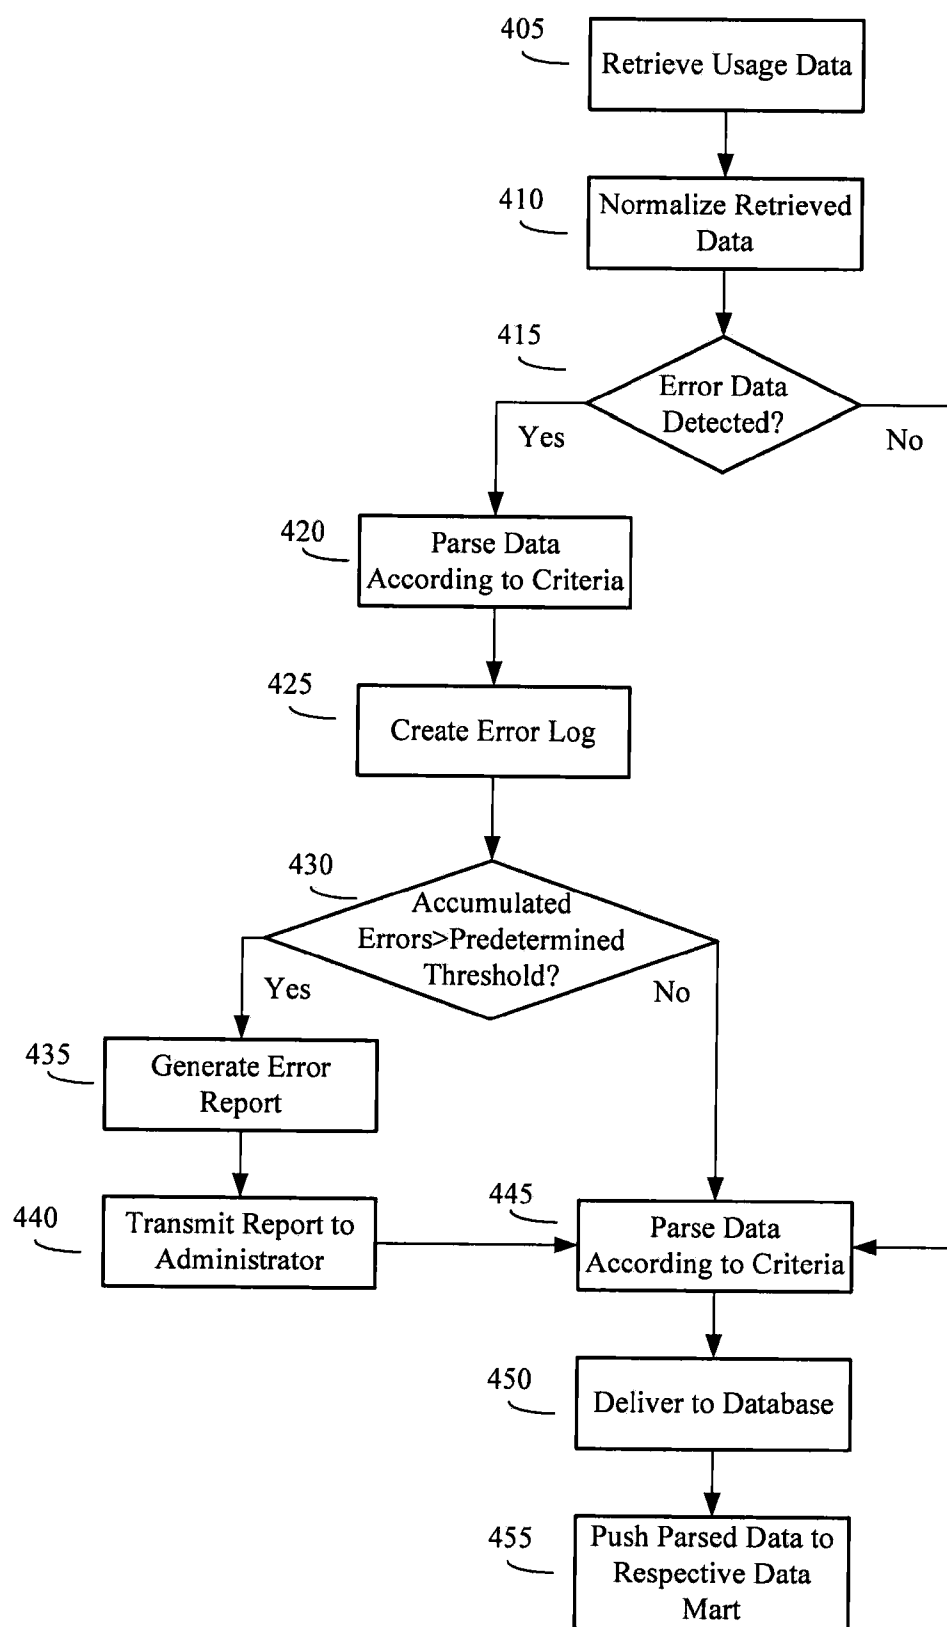 405
Retrieve Usage Data
410
Normalize Retrieved
Data
415
Error Data
Detected?
Yes
No
420
Parse Data
According to Criteria
425
Create Error Log
430
Accumulated
Errors>Predetermined
Threshold?
Yes
No
435
Generate Error
Report
440
Transmit Report to
Administrator
445
Parse Data
According to Criteria
450
Deliver to Database
455
Push Parsed Data to
Respective Data
Mart